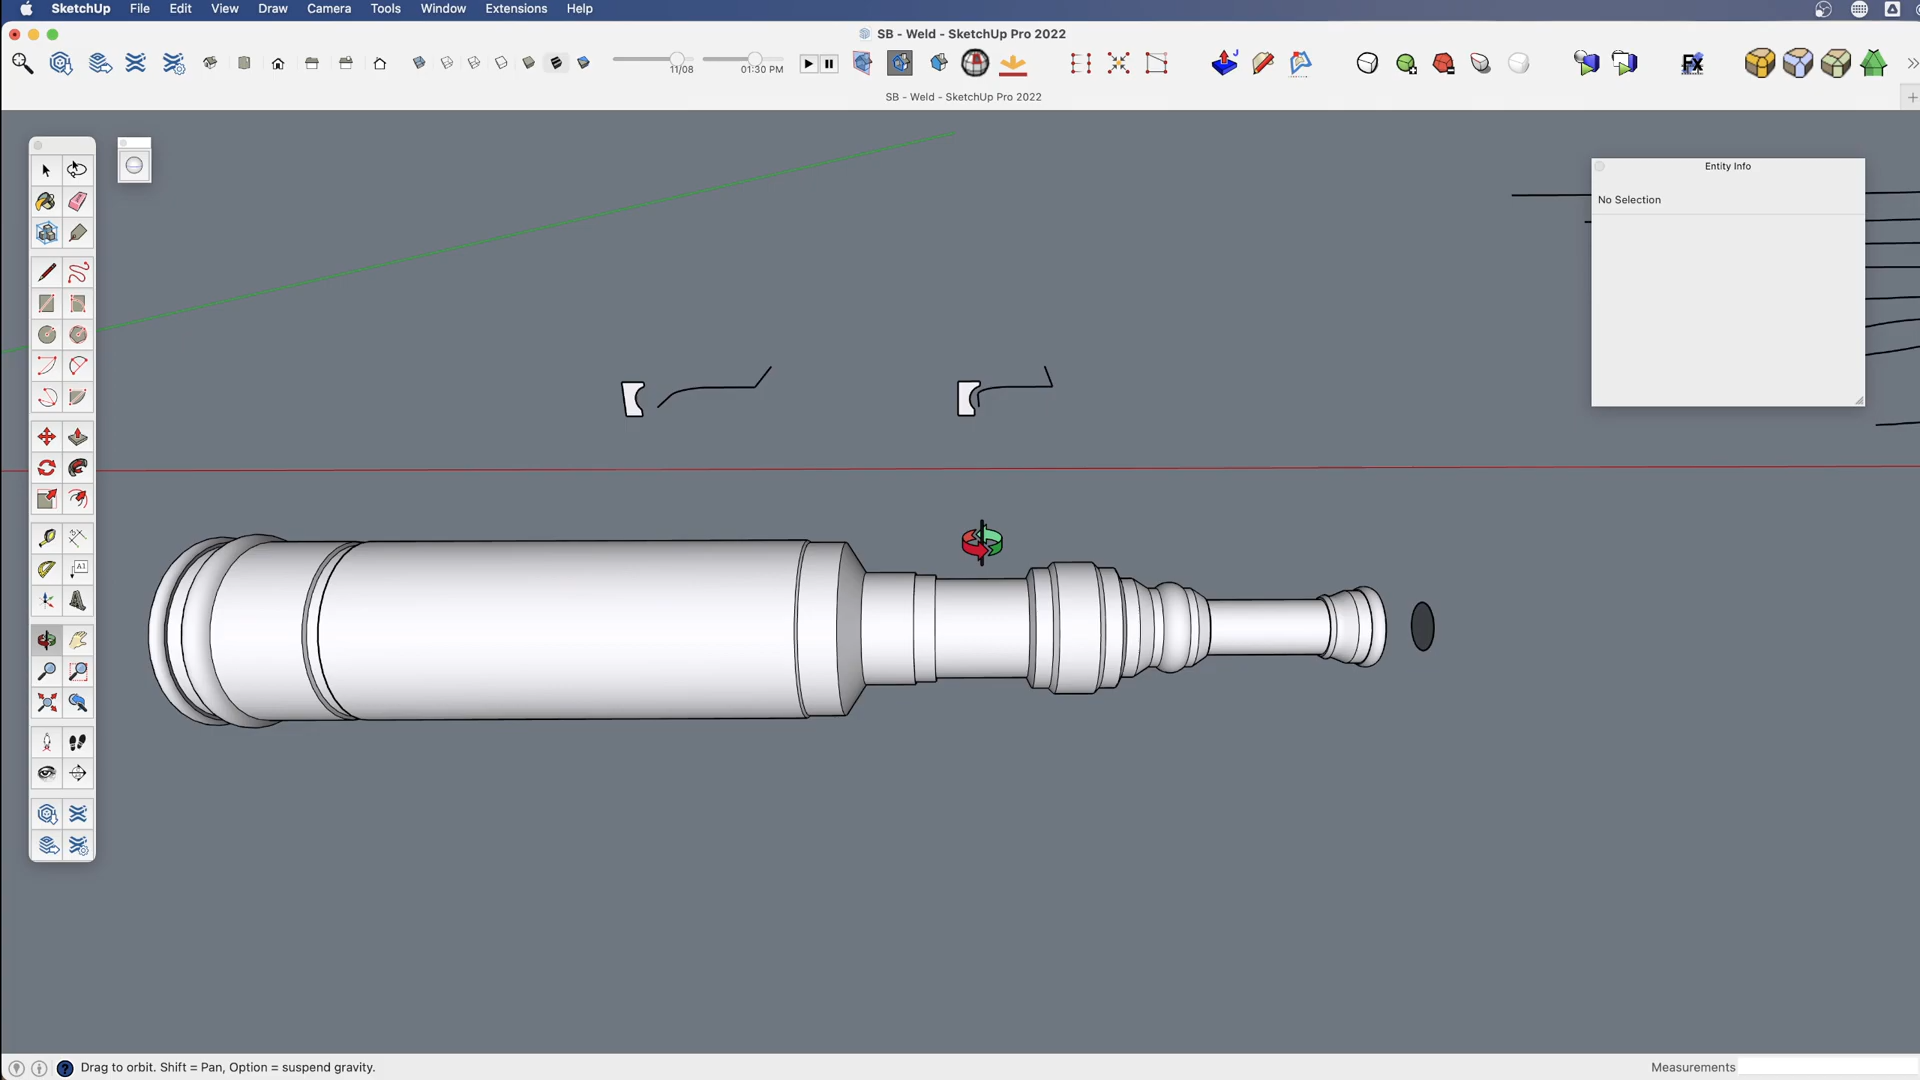 SketchUp File Edit View Draw Camera Tools Window Extensions Help
SB - Weld - SketchUp Pro 2022
11/08 01:30 PM
FX
SB - Weld - SketchUp Pro 2022
Entity Info
No Selection
A1
Drag to orbit. Shift = Pan, Option = suspend gravity. Measurements